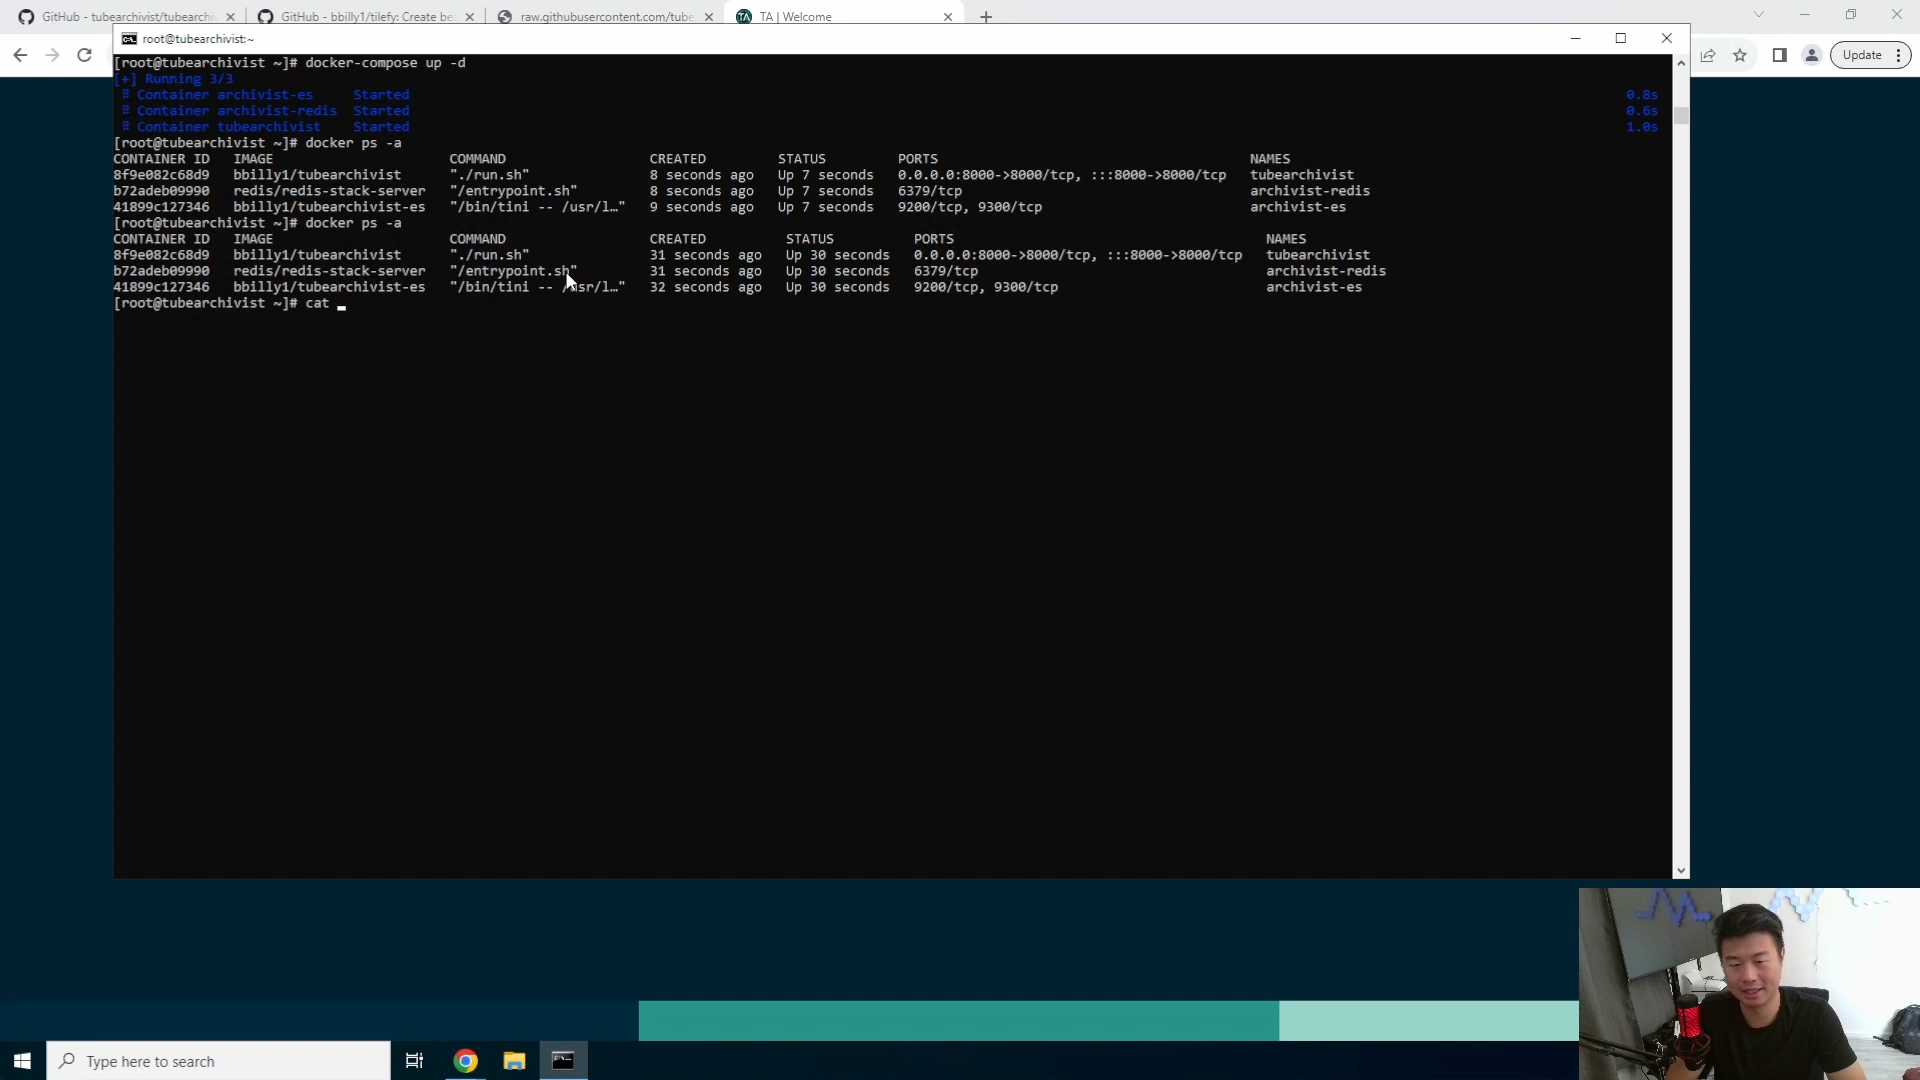 GitHub - tubearchivist/tubearchi
GitHub - bbilly1/tilefy: Create be
raw.githubusercontent.com/tube
TA | Welcome
root@tubearchivist:~
Update
[root@tubearchivist ~]# docker-compose up -d
[+] Running 3/3
⠿ Container archivist-es Started 0.8s
⠿ Container archivist-redis Started 0.6s
⠿ Container tubearchivist Started 1.0s
[root@tubearchivist ~]# docker ps -a
CONTAINER ID IMAGE COMMAND CREATED STATUS PORTS NAMES
8f9e082c68d9 bbilly1/tubearchivist "./run.sh" 8 seconds ago Up 7 seconds 0.0.0.0:8000->8000/tcp, :::8000->8000/tcp tubearchivist
b72adeb09990 redis/redis-stack-server "/entrypoint.sh" 8 seconds ago Up 7 seconds 6379/tcp archivist-redis
41899c127346 bbilly1/tubearchivist-es "/bin/tini -- /usr/l…" 9 seconds ago Up 7 seconds 9200/tcp, 9300/tcp archivist-es
[root@tubearchivist ~]# docker ps -a
CONTAINER ID IMAGE COMMAND CREATED STATUS PORTS NAMES
8f9e082c68d9 bbilly1/tubearchivist "./run.sh" 31 seconds ago Up 30 seconds 0.0.0.0:8000->8000/tcp, :::8000->8000/tcp tubearchivist
b72adeb09990 redis/redis-stack-server "/entrypoint.sh" 31 seconds ago Up 30 seconds 6379/tcp archivist-redis
41899c127346 bbilly1/tubearchivist-es "/bin/tini -- /usr/l…" 32 seconds ago Up 30 seconds 9200/tcp, 9300/tcp archivist-es
[root@tubearchivist ~]# cat _
Type here to search